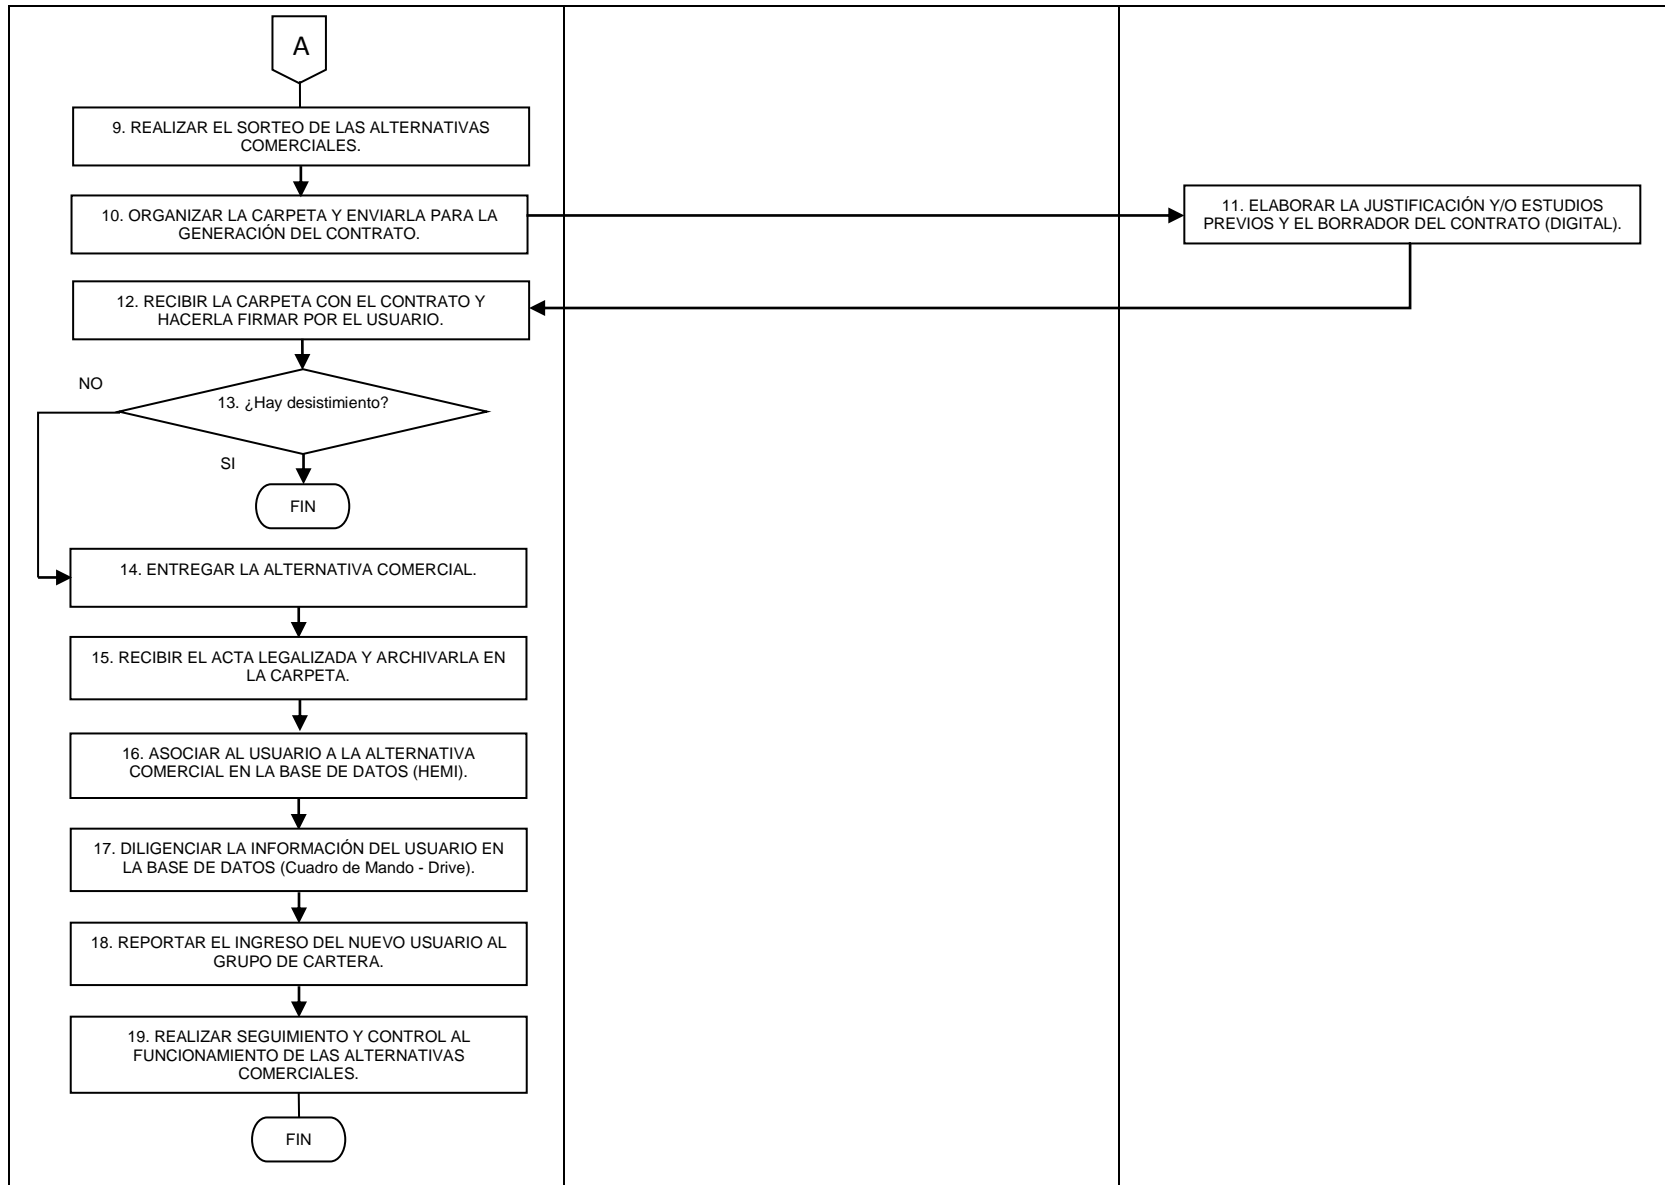 A
9. REALIZAR EL SORTEO DE LAS ALTERNATIVAS
COMERCIALES.
10. ORGANIZAR LA CARPETA Y ENVIARLA PARA LA
GENERACIÓN DEL CONTRATO.
11. ELABORAR LA JUSTIFICACIÓN Y/O ESTUDIOS
PREVIOS Y EL BORRADOR DEL CONTRATO (DIGITAL).
12. RECIBIR LA CARPETA CON EL CONTRATO Y
HACERLA FIRMAR POR EL USUARIO.
NO
13. ¿Hay desistimiento?
SI
FIN
14. ENTREGAR LA ALTERNATIVA COMERCIAL.
15. RECIBIR EL ACTA LEGALIZADA Y ARCHIVARLA EN
LA CARPETA.
16. ASOCIAR AL USUARIO A LA ALTERNATIVA
COMERCIAL EN LA BASE DE DATOS (HEMI).
17. DILIGENCIAR LA INFORMACIÓN DEL USUARIO EN
LA BASE DE DATOS (Cuadro de Mando - Drive).
18. REPORTAR EL INGRESO DEL NUEVO USUARIO AL
GRUPO DE CARTERA.
19. REALIZAR SEGUIMIENTO Y CONTROL AL
FUNCIONAMIENTO DE LAS ALTERNATIVAS
COMERCIALES.
FIN